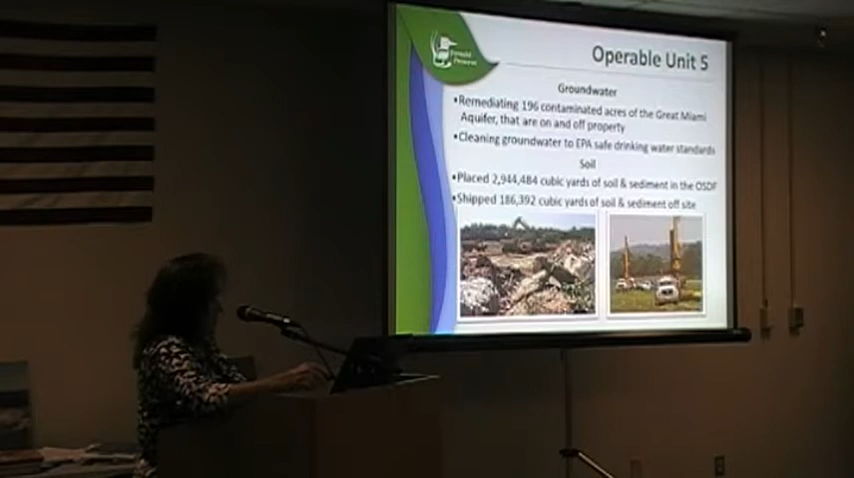 Fernald
Preserve
Operable Unit 5
Groundwater
•Remediating 196 contaminated acres of the Great Miami
Aquifer, that are on and off property
•Cleaning groundwater to EPA safe drinking water standards
Soil
•Placed 2,944,484 cubic yards of soil & sediment in the OSDF
•Shipped 186,392 cubic yards of soil & sediment off site